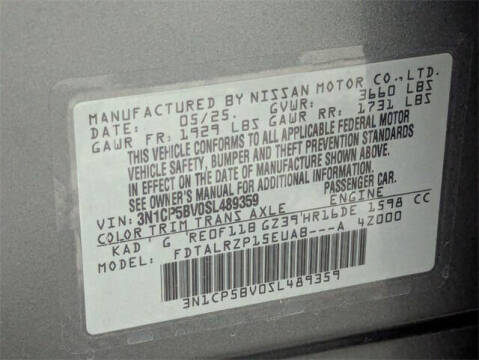 MANUFACTURED BY NISSAN MOTOR CO., LTD.
DATE: 05/25. GVWR: 3660 LBS
GAWR FR: 1929 LBS GAWR RR: 1731 LBS
THIS VEHICLE CONFORMS TO ALL APPLICABLE FEDERAL MOTOR
VEHICLE SAFETY, BUMPER AND THEFT PREVENTION STANDARDS
IN EFFECT ON THE DATE OF MANUFACTURE SHOWN ABOVE.
SEE OWNER'S MANUAL FOR ADDITIONAL INFORMATION.
VIN: 3N1CP5BV0SL489359 PASSENGER CAR.
COLOR TRIM TRANS AXLE ENGINE
KAD G RE0F11B GZ39 HR16DE 1598 CC
MODEL: FDTALRZP15EUAB---A 4Z000
3N1CP5BV0SL489359